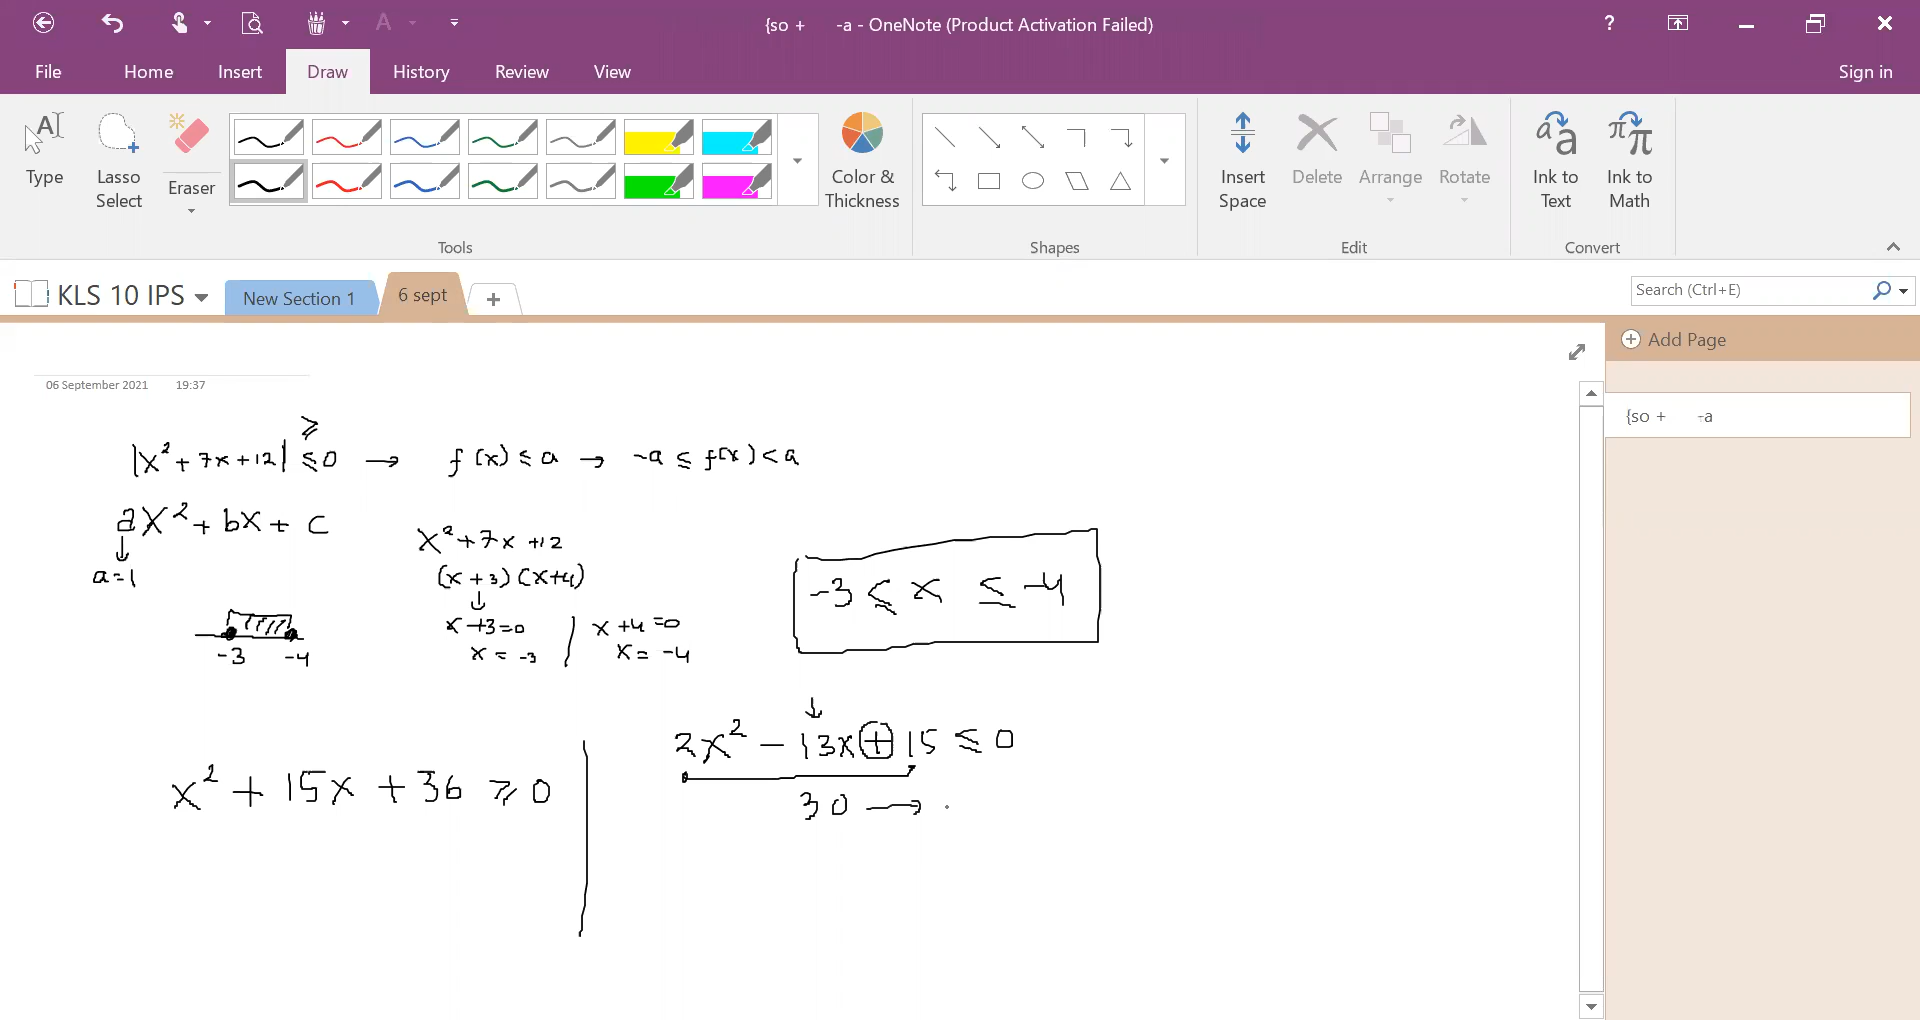 {so +     -a - OneNote (Product Activation Failed)
File Home Insert Draw History Review View Sign in
Type
Lasso Select
Eraser
Color & Thickness
Insert Space
Delete
Arrange
Rotate
Ink to Text
Ink to Math
Tools Shapes Edit Convert
KLS 10 IPS New Section 1 6 sept Search (Ctrl+E)
Add Page
{so +     -a
06 September 2021 19:37
≥
|x² + 7x + 12| ≤ 0 → f(x) ≤ a → -a ≤ f(x) < a
ax² + bx + c
↓
a = 1
x² + 7x + 12
(x + 3)(x + 4)
↓
x + 3 = 0 | x + 4 = 0
x = -3 x = -4
-3 -4
-3 ≤ x ≤ -4
↓
2x² - 13x + 15 ≤ 0
30 →
x² + 15x + 36 ≥ 0